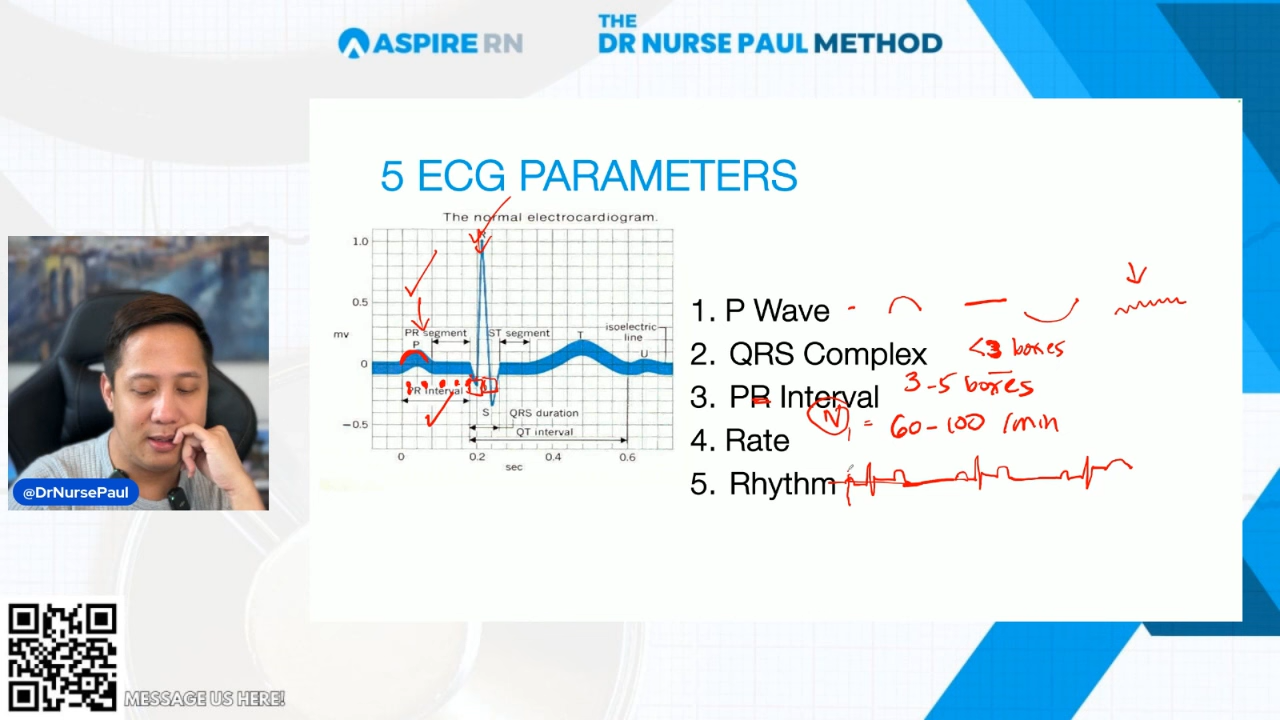 ASPIRE RN
THE
DR NURSE PAUL METHOD
5 ECG PARAMETERS
The normal electrocardiogram.
1.0
0.5
mv
0
−0.5
PR segment
ST segment
isoelectric
line
P
R
T
U
PR Interval
S
QRS duration
QT interval
0
0.2
0.4
0.6
sec
1. P Wave -
2. QRS Complex <3 boxes
3. PR Interval 3-5 boxes
4. Rate N = 60-100 /min
5. Rhythm
@DrNursePaul
MESSAGE US HERE!